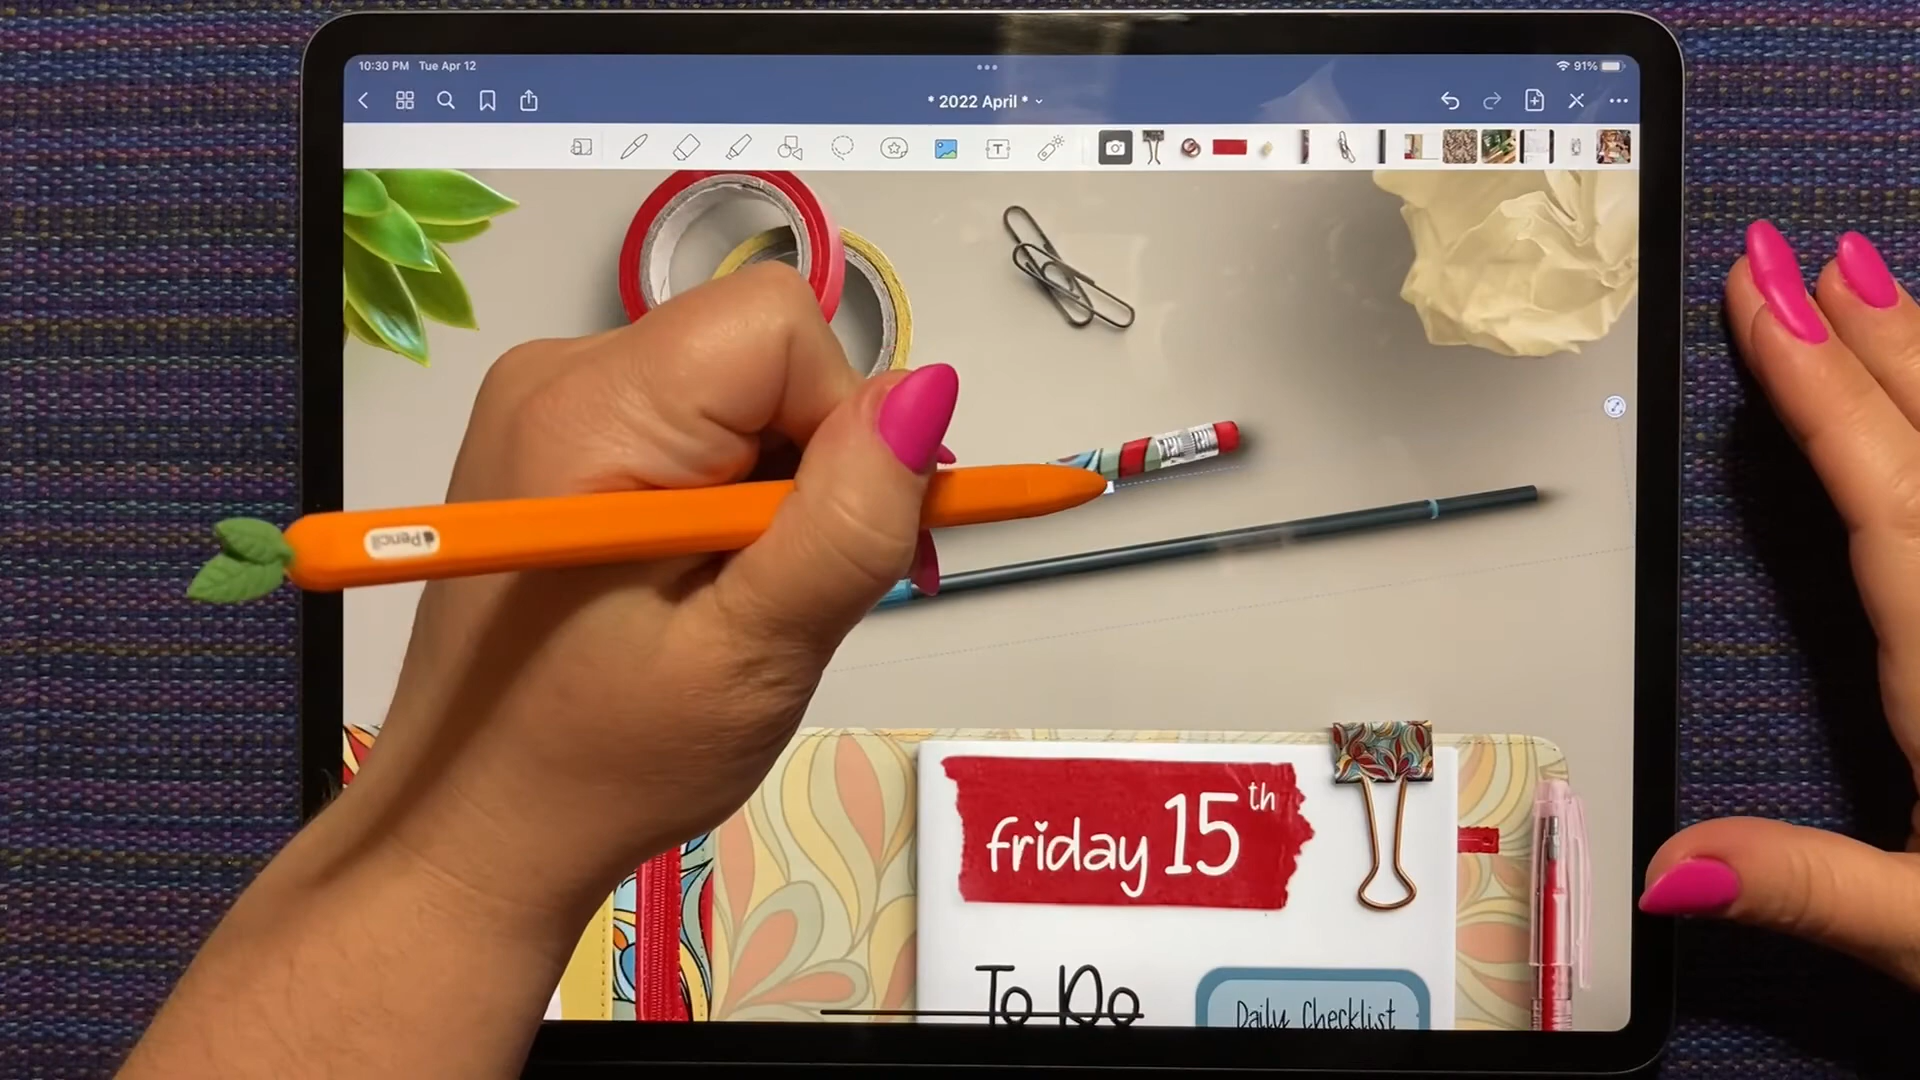 10:30 PM Tue Apr 12
91%
* 2022 April *
T
Pencil
friday 15th
To Do
Daily Checklist